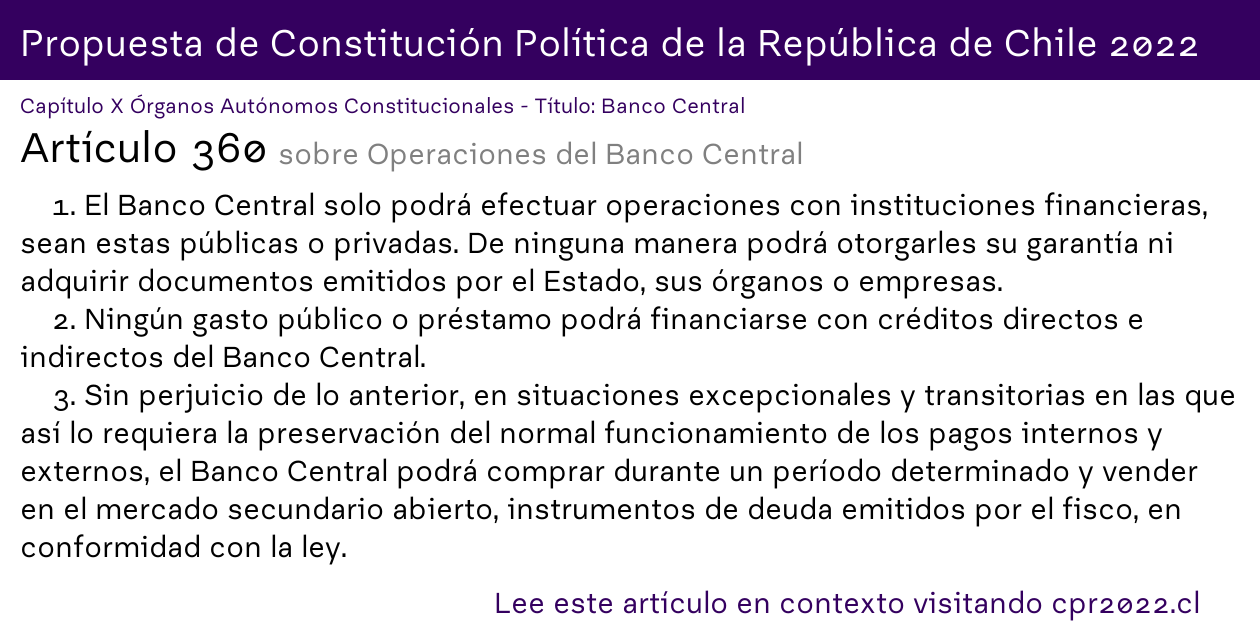 Propuesta de Constitución Política de la República de Chile 2022
Capítulo X Órganos Autónomos Constitucionales - Título: Banco Central
Artículo 360 sobre Operaciones del Banco Central
1. El Banco Central solo podrá efectuar operaciones con instituciones financieras,
sean estas públicas o privadas. De ninguna manera podrá otorgarles su garantía ni
adquirir documentos emitidos por el Estado, sus órganos o empresas.
2. Ningún gasto público o préstamo podrá financiarse con créditos directos e
indirectos del Banco Central.
3. Sin perjuicio de lo anterior, en situaciones excepcionales y transitorias en las que
así lo requiera la preservación del normal funcionamiento de los pagos internos y
externos, el Banco Central podrá comprar durante un período determinado y vender
en el mercado secundario abierto, instrumentos de deuda emitidos por el fisco, en
conformidad con la ley.
Lee este artículo en contexto visitando cpr2022.cl